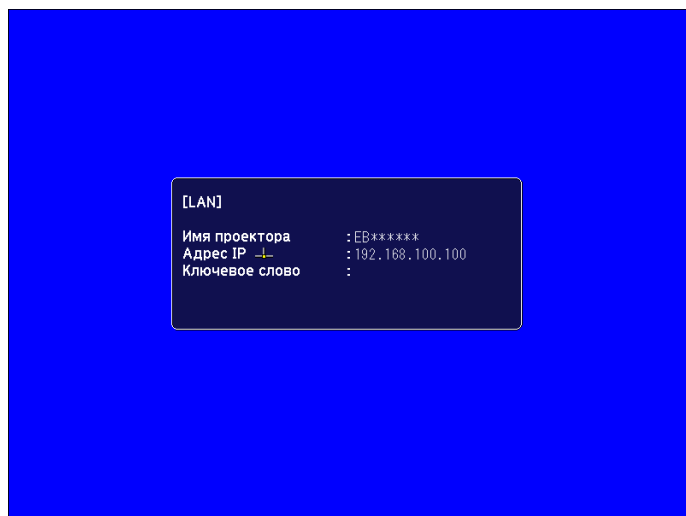 [LAN]
Имя проектора :EB******
Адрес IP :192.168.100.100
Ключевое слово :